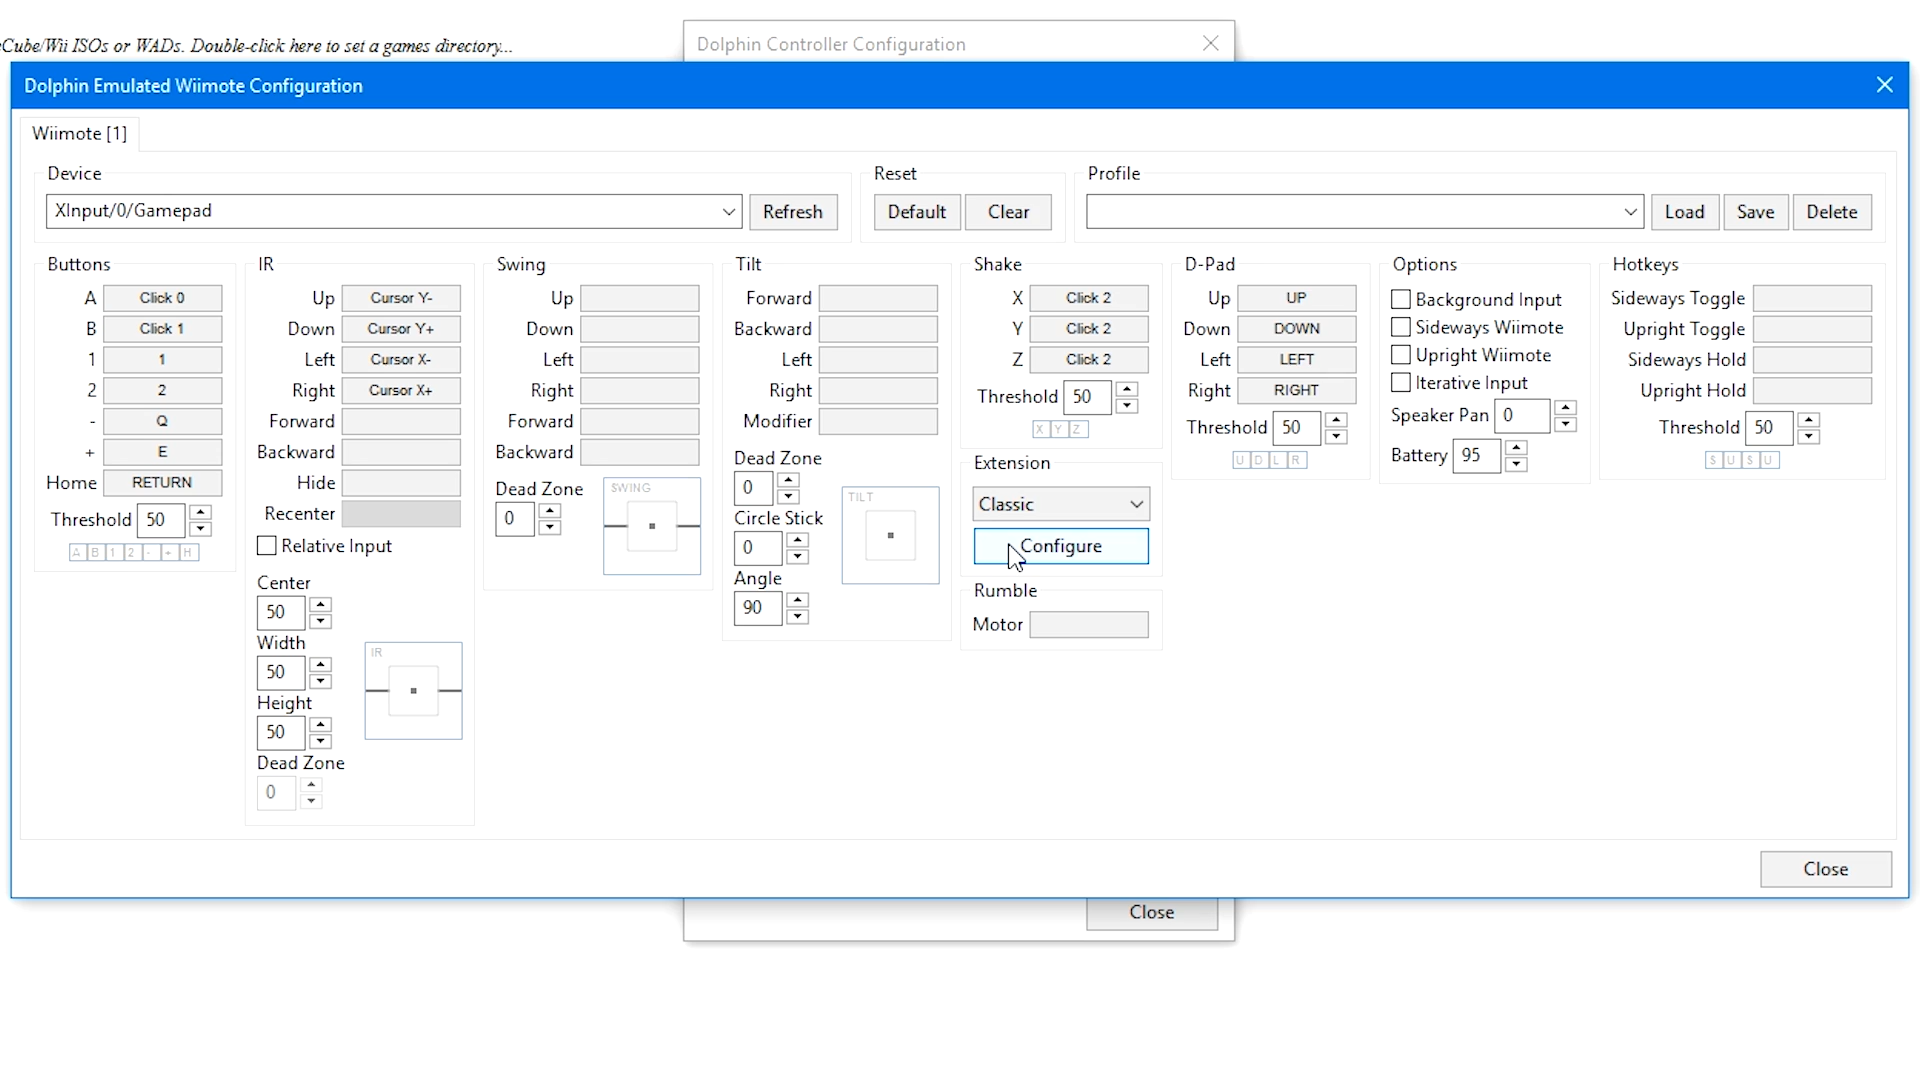 Cube/Wii ISOs or WADs. Double-click here to set a games directory...
Dolphin Controller Configuration
Dolphin Emulated Wiimote Configuration
Wiimote [1]
Device
XInput/0/Gamepad
Refresh
Reset
Default
Clear
Profile
Load
Save
Delete
Buttons
A Click 0
B Click 1
1 1
2 2
- Q
+ E
Home RETURN
Threshold 50
A B 1 2 - + H
IR
Up Cursor Y-
Down Cursor Y+
Left Cursor X-
Right Cursor X+
Forward
Backward
Hide
Recenter
Relative Input
Center
50
Width
50
Height
50
Dead Zone
0
IR
Swing
Up
Down
Left
Right
Forward
Backward
Dead Zone
0
SWING
Tilt
Forward
Backward
Left
Right
Modifier
Dead Zone
0
Circle Stick
0
Angle
90
TILT
Shake
X Click 2
Y Click 2
Z Click 2
Threshold 50
X Y Z
Extension
Classic
Configure
Rumble
Motor
D-Pad
Up UP
Down DOWN
Left LEFT
Right RIGHT
Threshold 50
U D L R
Options
Background Input
Sideways Wiimote
Upright Wiimote
Iterative Input
Speaker Pan 0
Battery 95
Hotkeys
Sideways Toggle
Upright Toggle
Sideways Hold
Upright Hold
Threshold 50
S U S U
Close
Close